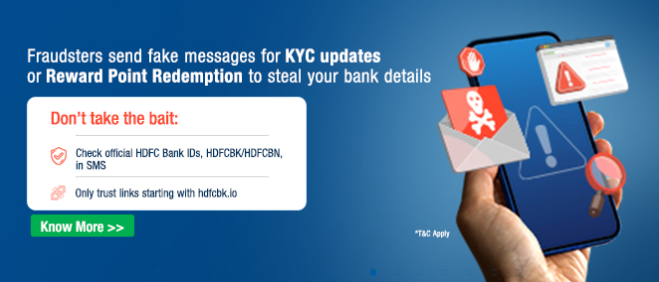 Fraudsters send fake messages for KYC updates
or Reward Point Redemption to steal your bank details
Don't take the bait:
Check official HDFC Bank IDs, HDFCBK/HDFCBN,
in SMS
Only trust links starting with hdfcbk.io
Know More >>
*T&C Apply